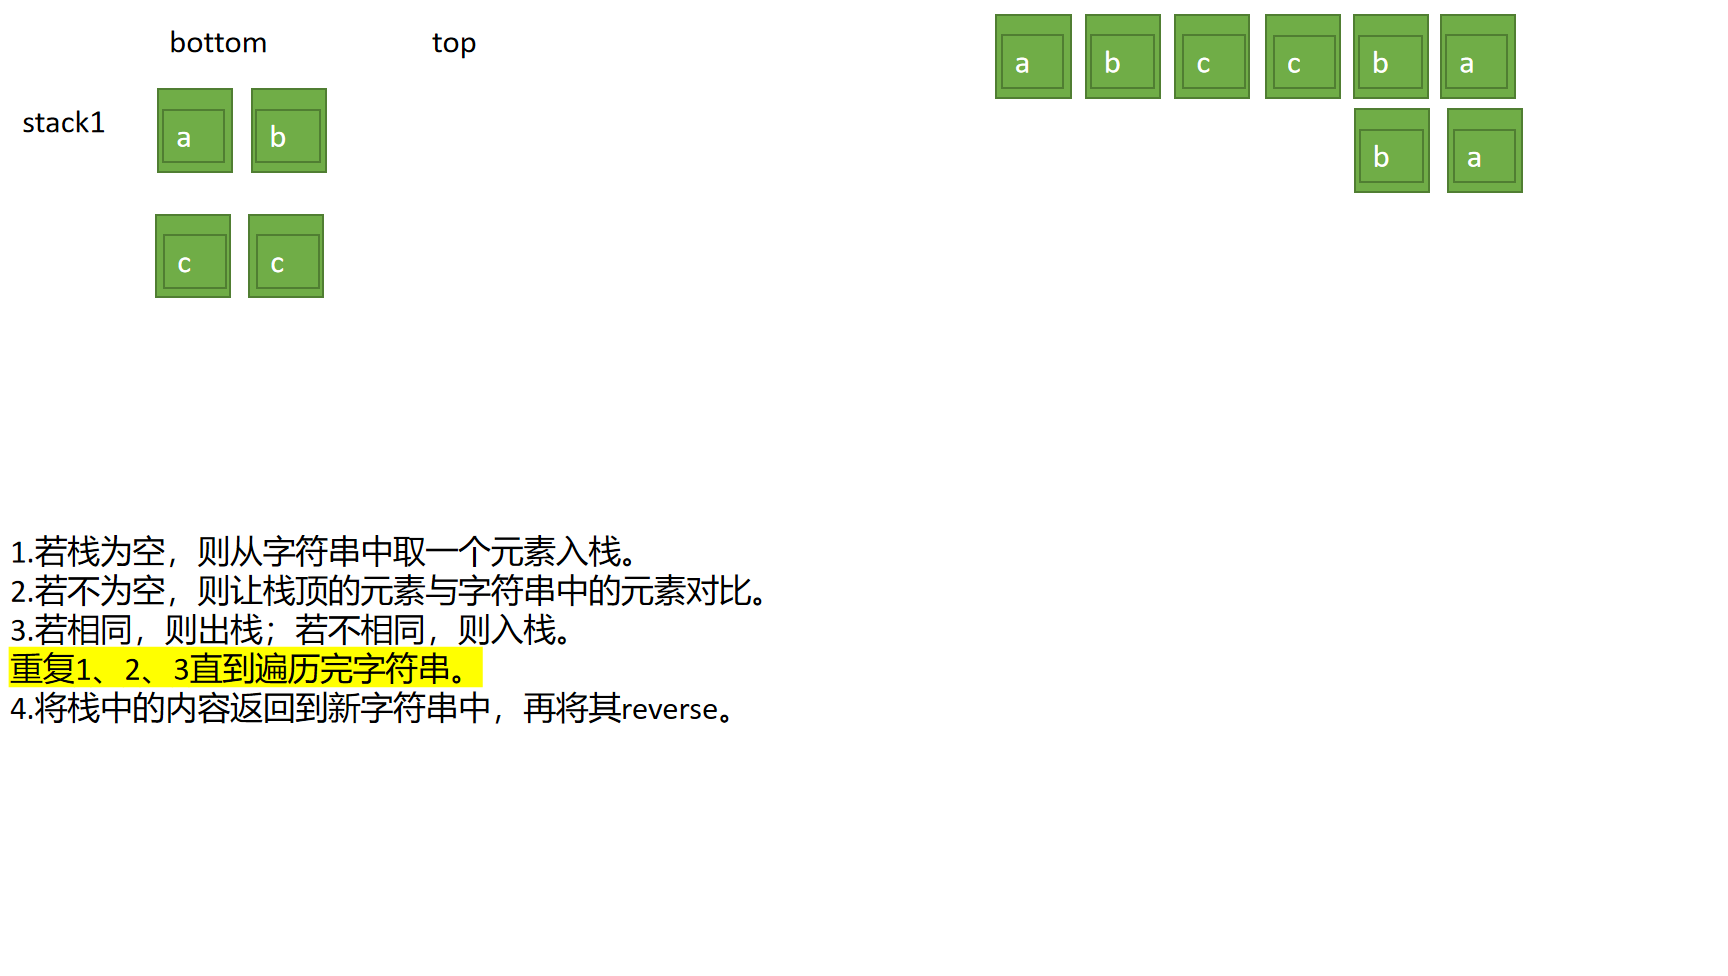 bottom top
stack1
a b
c c
a b c c b a
b a
1.若栈为空，则从字符串中取一个元素入栈。
2.若不为空，则让栈顶的元素与字符串中的元素对比。
3.若相同，则出栈；若不相同，则入栈。
重复1、2、3直到遍历完字符串。
4.将栈中的内容返回到新字符串中，再将其reverse。